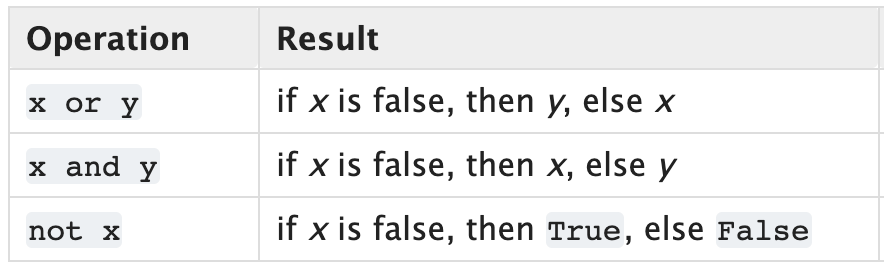 Operation Result
x or y if x is false, then y, else x
x and y if x is false, then x, else y
not x if x is false, then True, else False